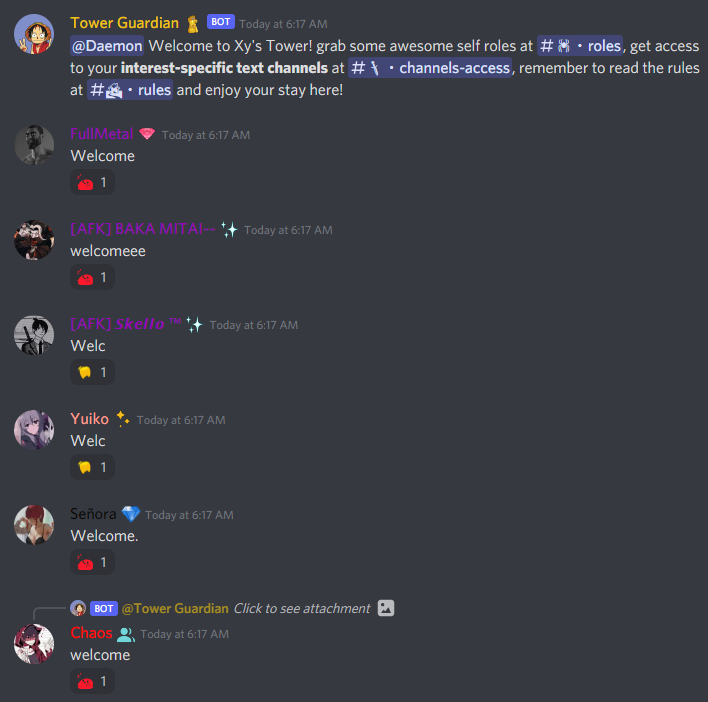 Tower Guardian BOT Today at 6:17 AM
@Daemon Welcome to Xy's Tower! grab some awesome self roles at # • roles, get access
to your interest-specific text channels at # • channels-access, remember to read the rules
at # • rules and enjoy your stay here!
FullMetal Today at 6:17 AM
Welcome
1
[AFK] BAKA MITAI~ Today at 6:17 AM
welcomeee
1
[AFK] Skello ™ Today at 6:17 AM
Welc
1
Yuiko Today at 6:17 AM
Welc
1
Señora Today at 6:17 AM
Welcome.
1
BOT @Tower Guardian Click to see attachment
Chaos Today at 6:17 AM
welcome
1